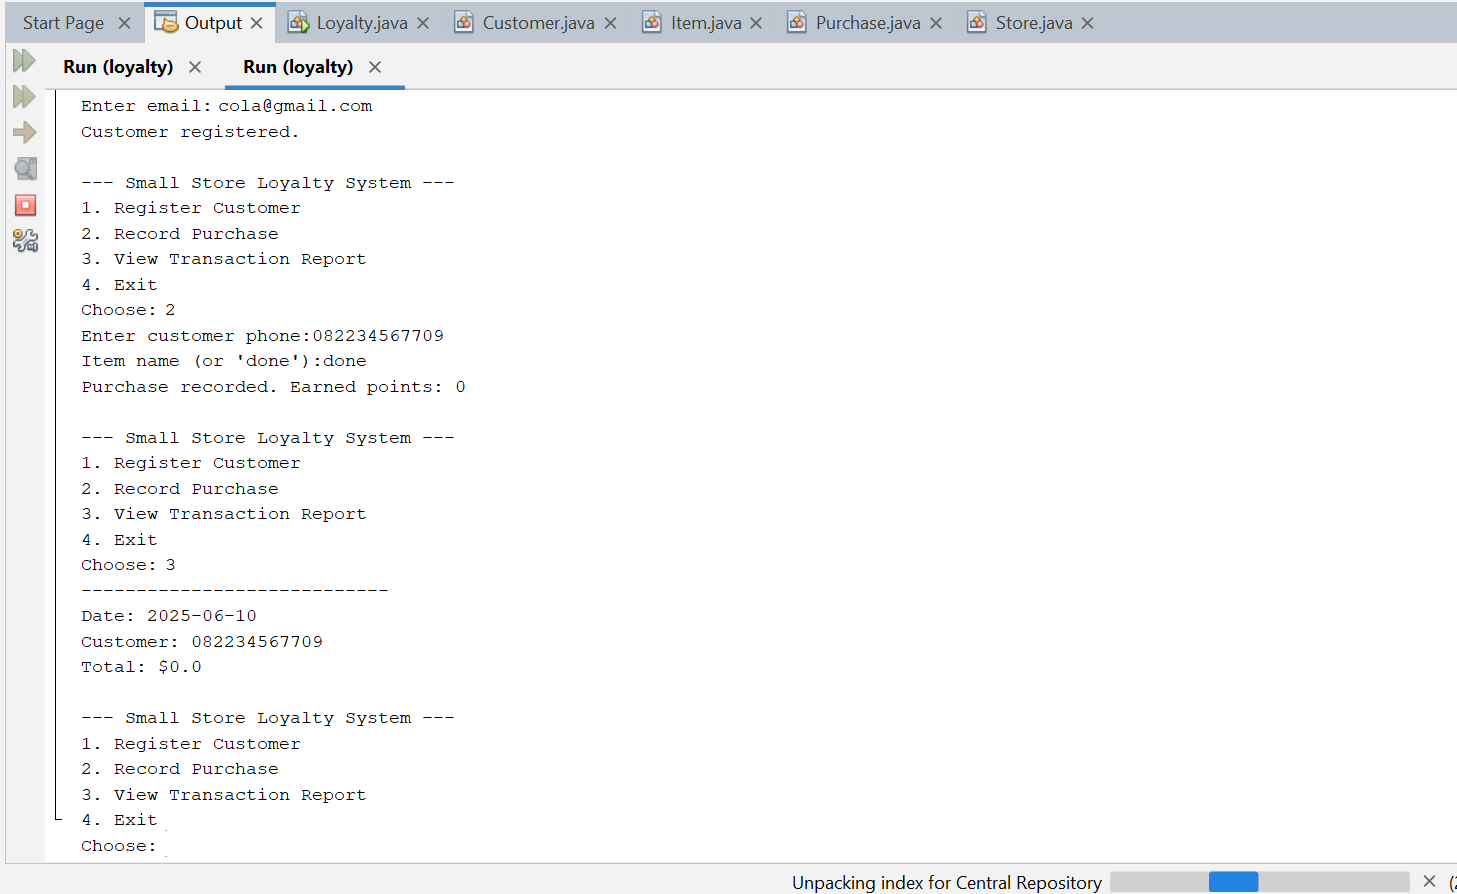 Start Page Output Loyalty.java Customer.java Item.java Purchase.java Store.java
Run (loyalty) Run (loyalty)
Enter email: cola@gmail.com
Customer registered.
--- Small Store Loyalty System ---
1. Register Customer
2. Record Purchase
3. View Transaction Report
4. Exit
Choose: 2
Enter customer phone:082234567709
Item name (or 'done'):done
Purchase recorded. Earned points: 0
--- Small Store Loyalty System ---
1. Register Customer
2. Record Purchase
3. View Transaction Report
4. Exit
Choose: 3
----------------------------
Date: 2025-06-10
Customer: 082234567709
Total: $0.0
--- Small Store Loyalty System ---
1. Register Customer
2. Record Purchase
3. View Transaction Report
4. Exit
Choose:
Unpacking index for Central Repository